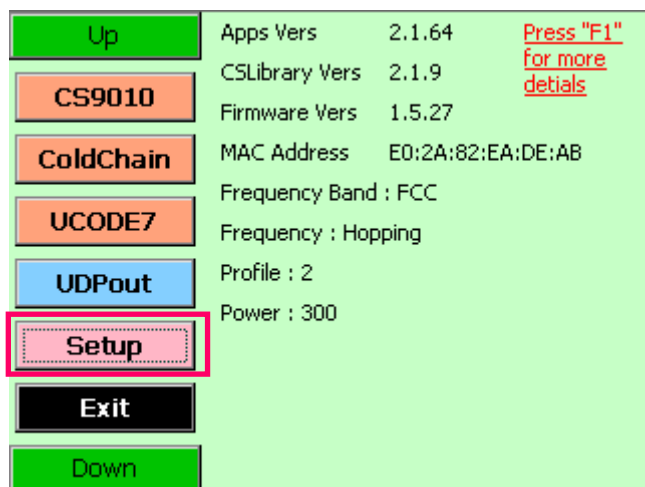 Up
CS9010
ColdChain
UCODE7
UDPout
Setup
Exit
Down
Apps Vers 2.1.64
CSLibrary Vers 2.1.9
Firmware Vers 1.5.27
MAC Address E0:2A:82:EA:DE:AB
Frequency Band : FCC
Frequency : Hopping
Profile : 2
Power : 300
Press "F1"
for more
detials